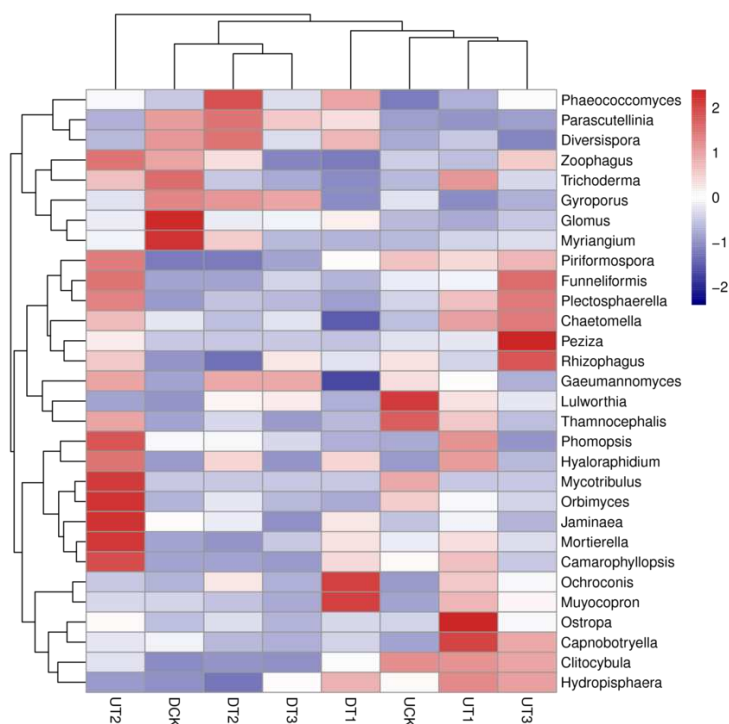 Phaeococcomyces
Parascutellinia
Diversispora
Zoophagus
Trichoderma
Gyroporus
Glomus
Myriangium
Piriformospora
Funneliformis
Plectosphaerella
Chaetomella
Peziza
Rhizophagus
Gaeumannomyces
Lulworthia
Thamnocephalis
Phomopsis
Hyaloraphidium
Mycotribulus
Orbimyces
Jaminaea
Mortierella
Camarophyllopsis
Ochroconis
Muyocopron
Ostropa
Capnobotryella
Clitocybula
Hydropisphaera
2
1
0
−1
−2
UT2 DCK DT2 DT3 DT1 UCK UT1 UT3